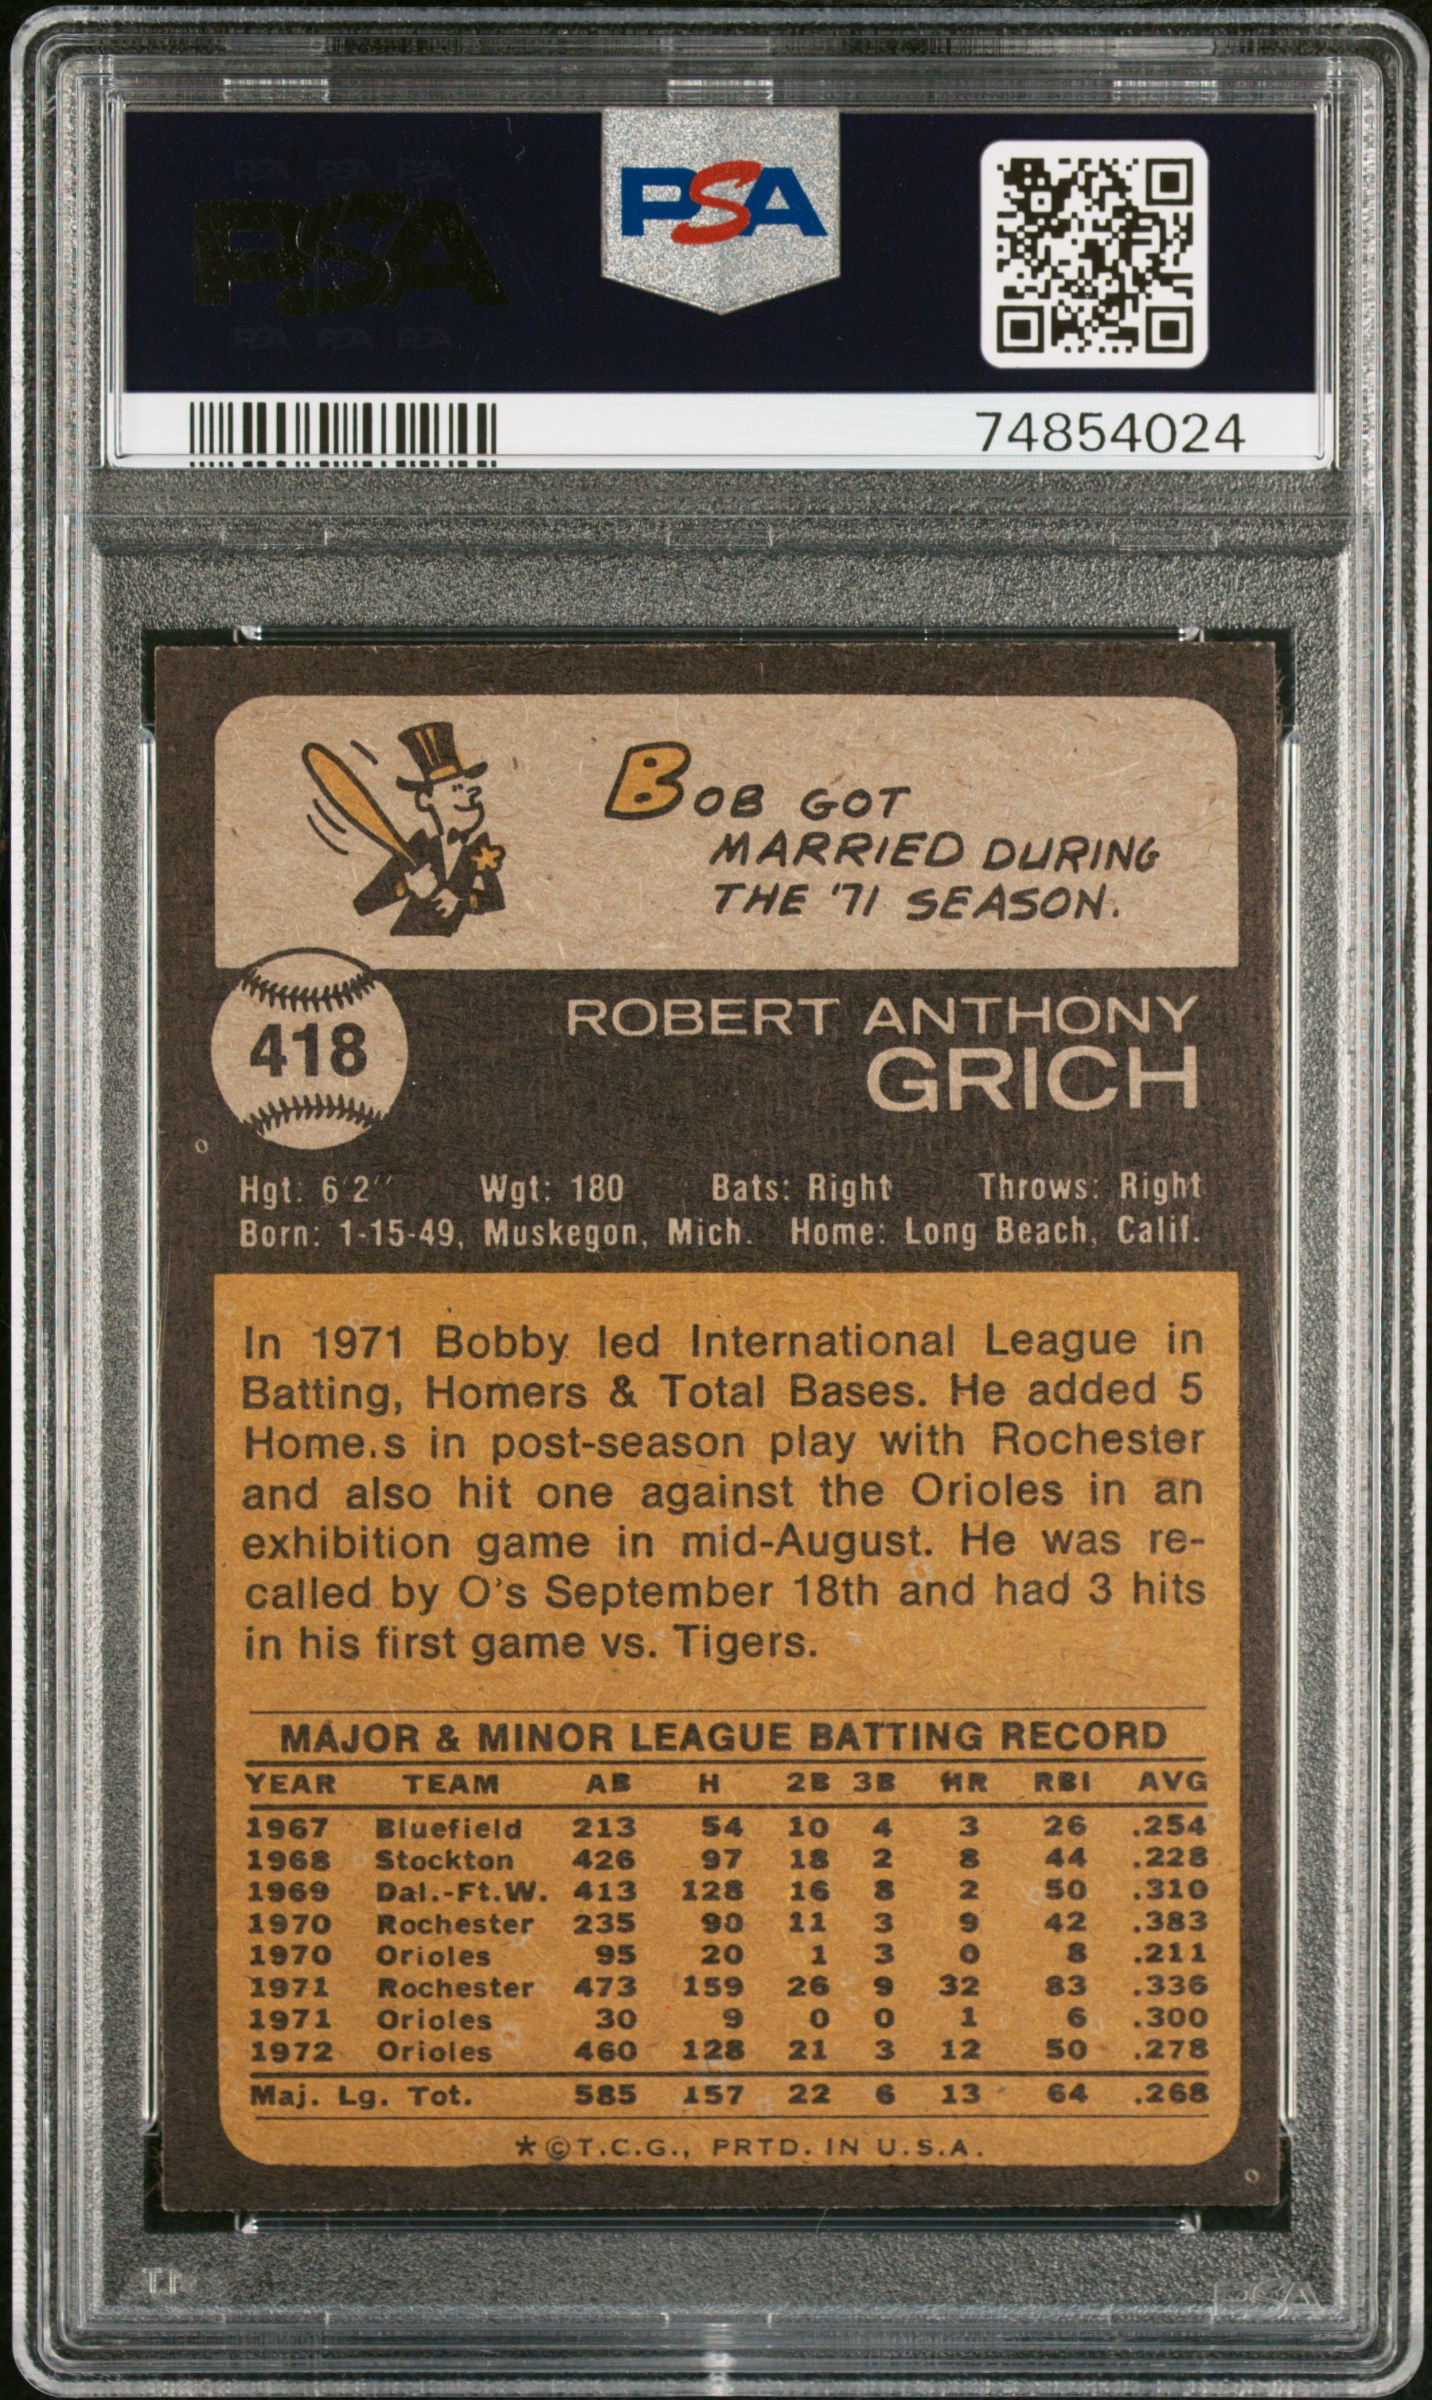 PSA PSA PSA
PSA
PSA PSA PSA
PSA
74854024
BOB GOT
MARRIED DURING
THE '71 SEASON.
418
ROBERT ANTHONY
GRICH
Hgt: 6'2" Wgt: 180 Bats: Right Throws: Right
Born: 1-15-49, Muskegon, Mich. Home: Long Beach, Calif.
In 1971 Bobby led International League in
Batting, Homers & Total Bases. He added 5
Home.s in post-season play with Rochester
and also hit one against the Orioles in an
exhibition game in mid-August. He was re-
called by O's September 18th and had 3 hits
in his first game vs. Tigers.
MAJOR & MINOR LEAGUE BATTING RECORD
YEAR TEAM AB H 2B 3B HR RBI AVG
1967 Bluefield 213 54 10 4 3 26 .254
1968 Stockton 426 97 18 2 8 44 .228
1969 Dal.-Ft.W. 413 128 16 8 2 50 .310
1970 Rochester 235 90 11 3 9 42 .383
1970 Orioles 95 20 1 3 0 8 .211
1971 Rochester 473 159 26 9 32 83 .336
1971 Orioles 30 9 0 0 1 6 .300
1972 Orioles 460 128 21 3 12 50 .278
Maj. Lg. Tot. 585 157 22 6 13 64 .268
*©T.C.G., PRTD. IN U.S.A.
TM
PSA